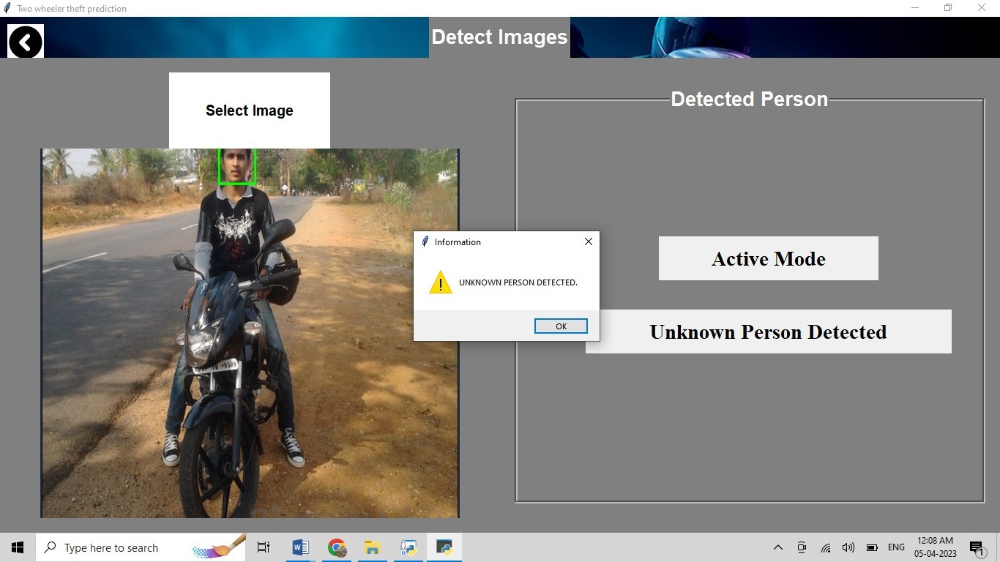 Two wheeler theft prediction
Detect Images
Select Image
Detected Person
Information
UNKNOWN PERSON DETECTED.
OK
Active Mode
Unknown Person Detected
Type here to search
ENG
12:08 AM
05-04-2023
1